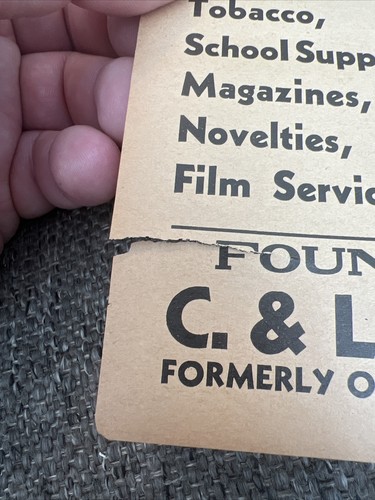 Tobacco,
School Supp
Magazines,
Novelties,
Film Servic
FOUN
C. & L
FORMERLY O